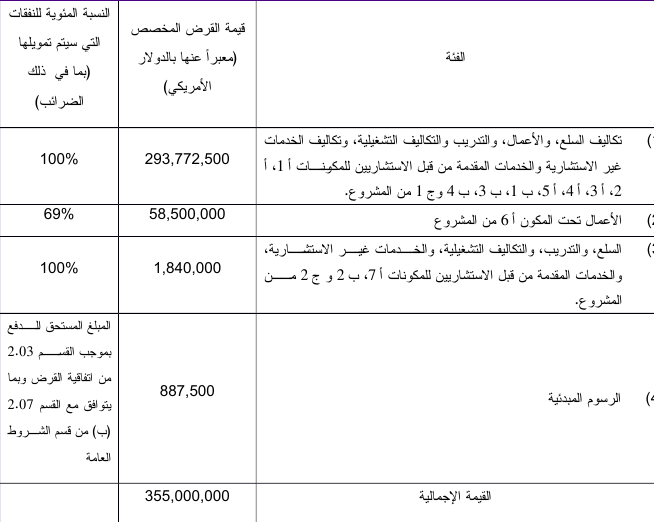 الفئة
قيمة القرض المخصص
(معبراً عنها بالدولار
الأمريكي)
النسبة المئوية للنفقات
التي سيتم تمويلها
(بما في ذلك
الضرائب)
تكاليف السلع، والأعمال، والتدريب والتكاليف التشغيلية، وتكاليف الخدمات
غير الاستشارية والخدمات المقدمة من قبل الاستشاريين للمكونات أ 1، أ
2، أ 3، أ 4، أ 5، ب 1، ب 3، ب 4 وج 1 من المشروع.
293,772,500
100%
الأعمال تحت المكون أ 6 من المشروع
58,500,000
69%
السلع، والتدريب، والتكاليف التشغيلية، والخدمات غير الاستشارية،
والخدمات المقدمة من قبل الاستشاريين للمكونات أ 7، ب 2 و ج 2 من
المشروع.
1,840,000
100%
الرسوم المبدئية
887,500
المبلغ المستحق للدفع
بموجب القسم 2.03
من اتفاقية القرض وبما
يتوافق مع القسم 2.07
(ب) من قسم الشروط
العامة
القيمة الإجمالية
355,000,000